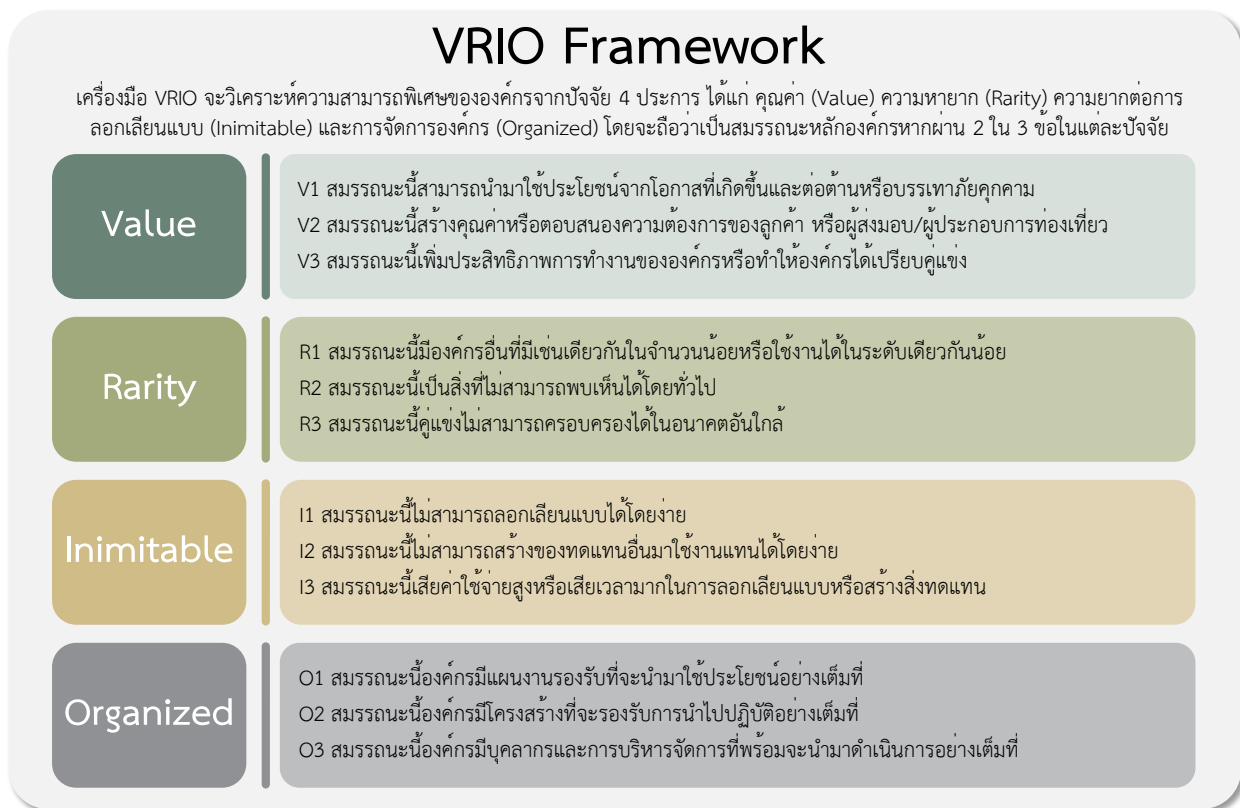 VRIO Framework
เครื่องมือ VRIO จะวิเคราะห์ความสามารถพิเศษขององค์กรจากปัจจัย 4 ประการ ได้แก่ คุณค่า (Value) ความหายาก (Rarity) ความยากต่อการ
ลอกเลียนแบบ (Inimitable) และการจัดการองค์กร (Organized) โดยจะถือว่าเป็นสมรรถนะหลักองค์กรหากผ่าน 2 ใน 3 ข้อในแต่ละปัจจัย
Value
V1 สมรรถนะนี้สามารถนำมาใช้ประโยชน์จากโอกาสที่เกิดขึ้นและต่อต้านหรือบรรเทาภัยคุกคาม
V2 สมรรถนะนี้สร้างคุณค่าหรือตอบสนองความต้องการของลูกค้า หรือผู้ส่งมอบ/ผู้ประกอบการท่องเที่ยว
V3 สมรรถนะนี้เพิ่มประสิทธิภาพการทำงานขององค์กรหรือทำให้องค์กรได้เปรียบคู่แข่ง
Rarity
R1 สมรรถนะนี้มีองค์กรอื่นที่มีเช่นเดียวกันในจำนวนน้อยหรือใช้งานได้ในระดับเดียวกันน้อย
R2 สมรรถนะนี้เป็นสิ่งที่ไม่สามารถพบเห็นได้โดยทั่วไป
R3 สมรรถนะนี้คู่แข่งไม่สามารถครอบครองได้ในอนาคตอันใกล้
Inimitable
I1 สมรรถนะนี้ไม่สามารถลอกเลียนแบบได้โดยง่าย
I2 สมรรถนะนี้ไม่สามารถสร้างของทดแทนอื่นมาใช้งานแทนได้โดยง่าย
I3 สมรรถนะนี้เสียค่าใช้จ่ายสูงหรือเสียเวลามากในการลอกเลียนแบบหรือสร้างสิ่งทดแทน
Organized
O1 สมรรถนะนี้องค์กรมีแผนงานรองรับที่จะนำมาใช้ประโยชน์อย่างเต็มที่
O2 สมรรถนะนี้องค์กรมีโครงสร้างที่จะรองรับการนำไปปฏิบัติอย่างเต็มที่
O3 สมรรถนะนี้องค์กรมีบุคลากรและการบริหารจัดการที่พร้อมจะนำมาดำเนินการอย่างเต็มที่